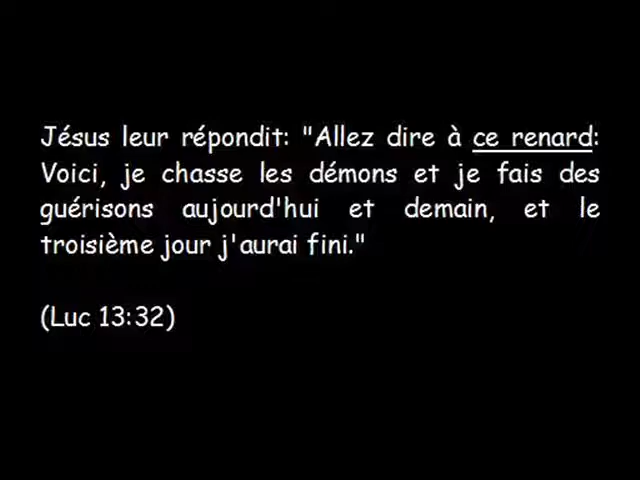 Jésus leur répondit: "Allez dire à ce renard:
Voici, je chasse les démons et je fais des
guérisons aujourd'hui et demain, et le
troisième jour j'aurai fini."
(Luc 13:32)